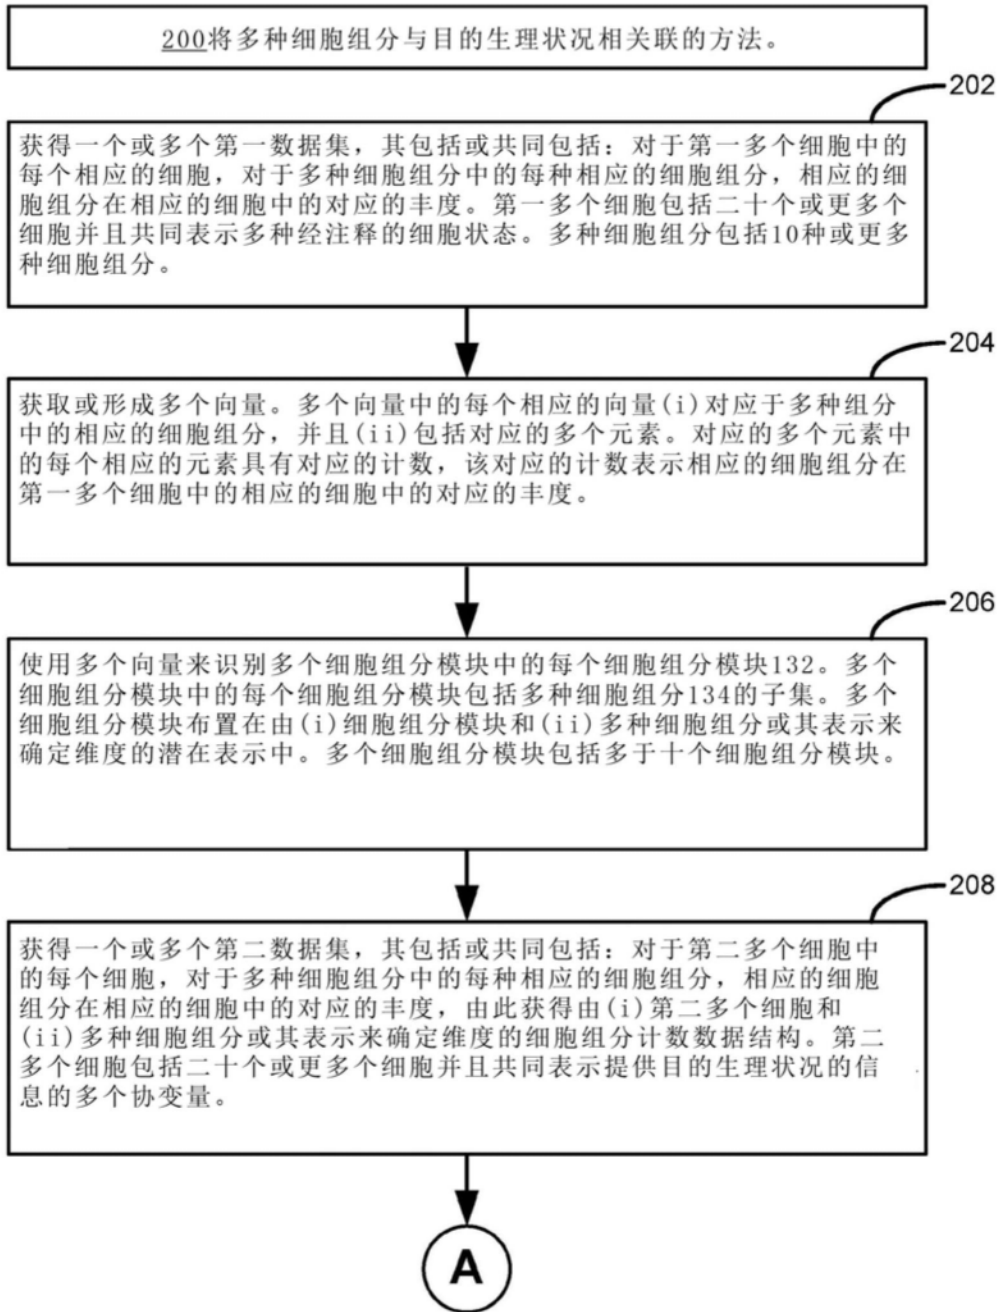 200将多种细胞组分与目的生理状况相关联的方法。
202
获得一个或多个第一数据集，其包括或共同包括：对于第一多个细胞中的
每个相应的细胞，对于多种细胞组分中的每种相应的细胞组分，相应的细
胞组分在相应的细胞中的对应的丰度。第一多个细胞包括二十个或更多个
细胞并且共同表示多种经注释的细胞状态。多种细胞组分包括10种或更多
种细胞组分。
204
获取或形成多个向量。多个向量中的每个相应的向量(i)对应于多种组分
中的相应的细胞组分，并且(ii)包括对应的多个元素。对应的多个元素中
的每个相应的元素具有对应的计数，该对应的计数表示相应的细胞组分在
第一多个细胞中的相应的细胞中的对应的丰度。
206
使用多个向量来识别多个细胞组分模块中的每个细胞组分模块132。多个
细胞组分模块中的每个细胞组分模块包括多种细胞组分134的子集。多个
细胞组分模块布置在由(i)细胞组分模块和(ii)多种细胞组分或其表示来
确定维度的潜在表示中。多个细胞组分模块包括多于十个细胞组分模块。
208
获得一个或多个第二数据集，其包括或共同包括：对于第二多个细胞中
的每个细胞，对于多种细胞组分中的每种相应的细胞组分，相应的细胞
组分在相应的细胞中的对应的丰度，由此获得由(i)第二多个细胞和
(ii)多种细胞组分或其表示来确定维度的细胞组分计数数据结构。第二
多个细胞包括二十个或更多个细胞并且共同表示提供目的生理状况的信
息的多个协变量。
A